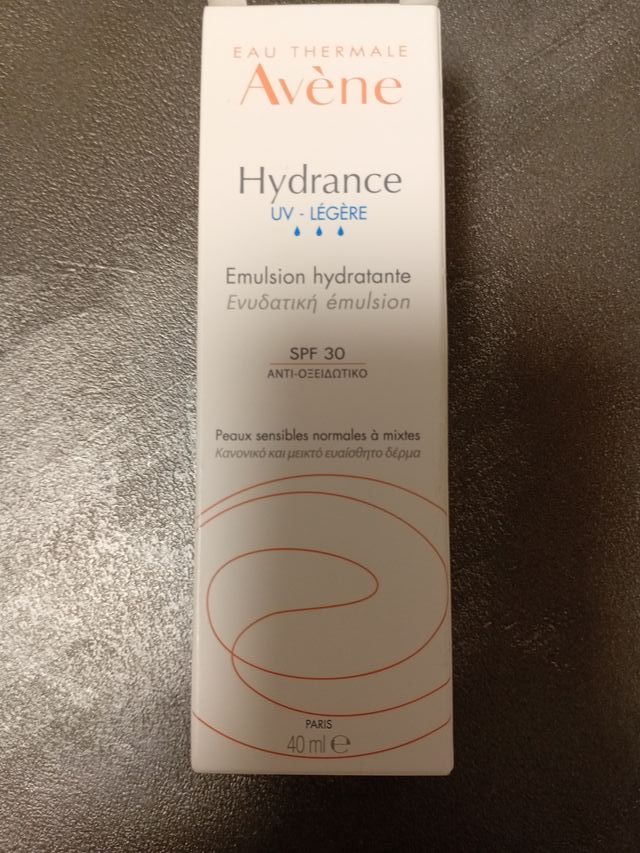 EAU THERMALE
Avène
Hydrance
UV - LÉGÈRE
Emulsion hydratante
Ενυδατική émulsion
SPF 30
ΑΝΤΙ-ΟΞΕΙΔΩΤΙΚΟ
Peaux sensibles normales à mixtes
Κανονικό και μεικτό ευαίσθητο δέρμα
PARIS
40 ml ℮